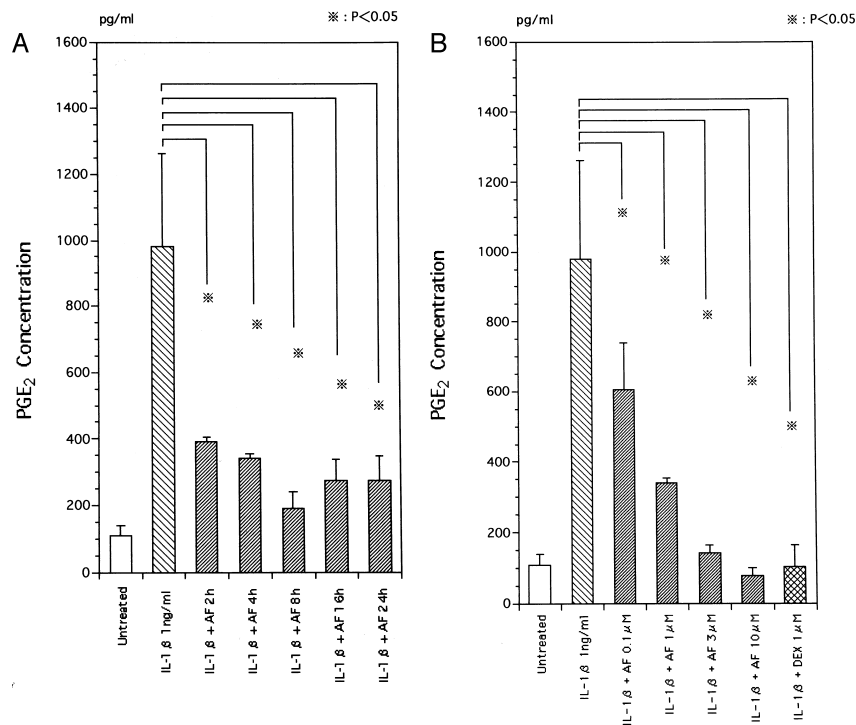 A
pg/ml
※ : P<0.05
PGE2 Concentration
1600
1400
1200
1000
800
600
400
200
0
※
※
※
※
※
Untreated
IL-1β 1ng/ml
IL-1β + AF 2h
IL-1β + AF 4h
IL-1β + AF 8h
IL-1β + AF 16h
IL-1β + AF 24h
B
pg/ml
※ : P<0.05
PGE2 Concentration
1600
1400
1200
1000
800
600
400
200
0
※
※
※
※
※
Untreated
IL-1β 1ng/ml
IL-1β + AF 0.1μM
IL-1β + AF 1μM
IL-1β + AF 3μM
IL-1β + AF 10μM
IL-1β + DEX 1μM